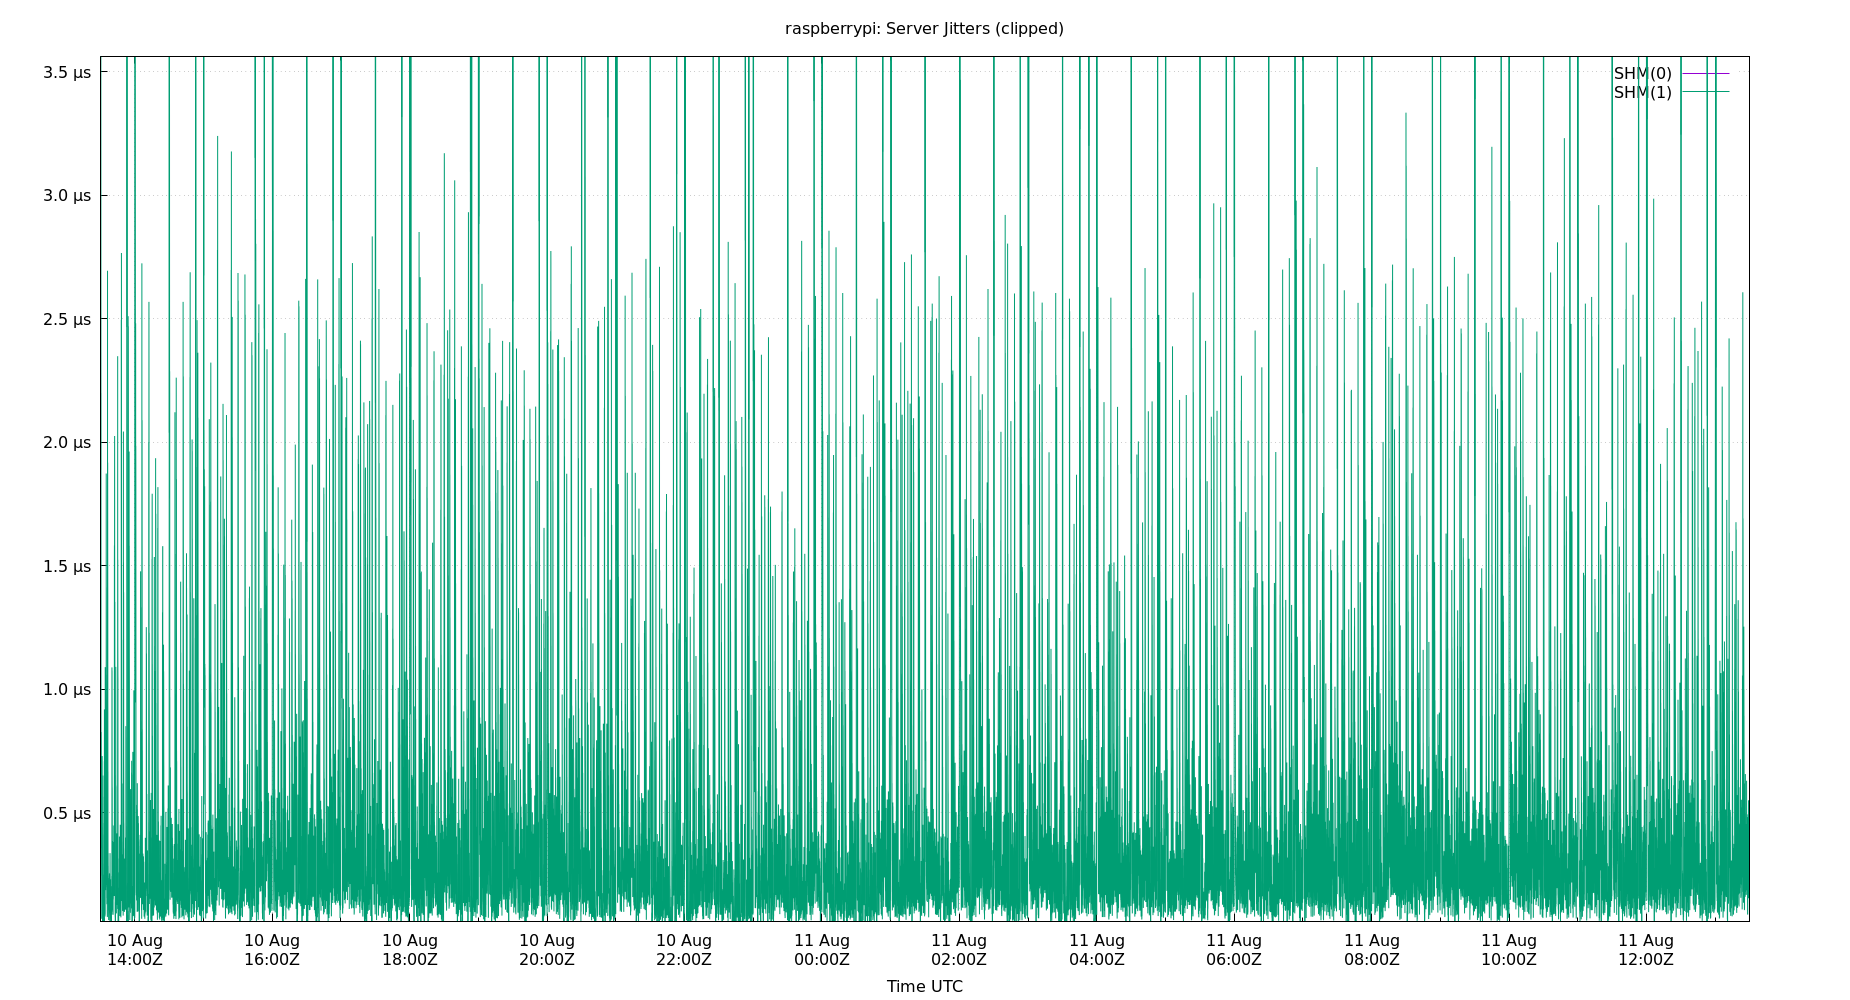 raspberrypi: Server Jitters (clipped)
3.5 µs
3.0 µs
2.5 µs
2.0 µs
1.5 µs
1.0 µs
0.5 µs
SHM(0)
SHM(1)
10 Aug 10 Aug 10 Aug 10 Aug 10 Aug 11 Aug 11 Aug 11 Aug 11 Aug 11 Aug 11 Aug 11 Aug
14:00Z 16:00Z 18:00Z 20:00Z 22:00Z 00:00Z 02:00Z 04:00Z 06:00Z 08:00Z 10:00Z 12:00Z
Time UTC